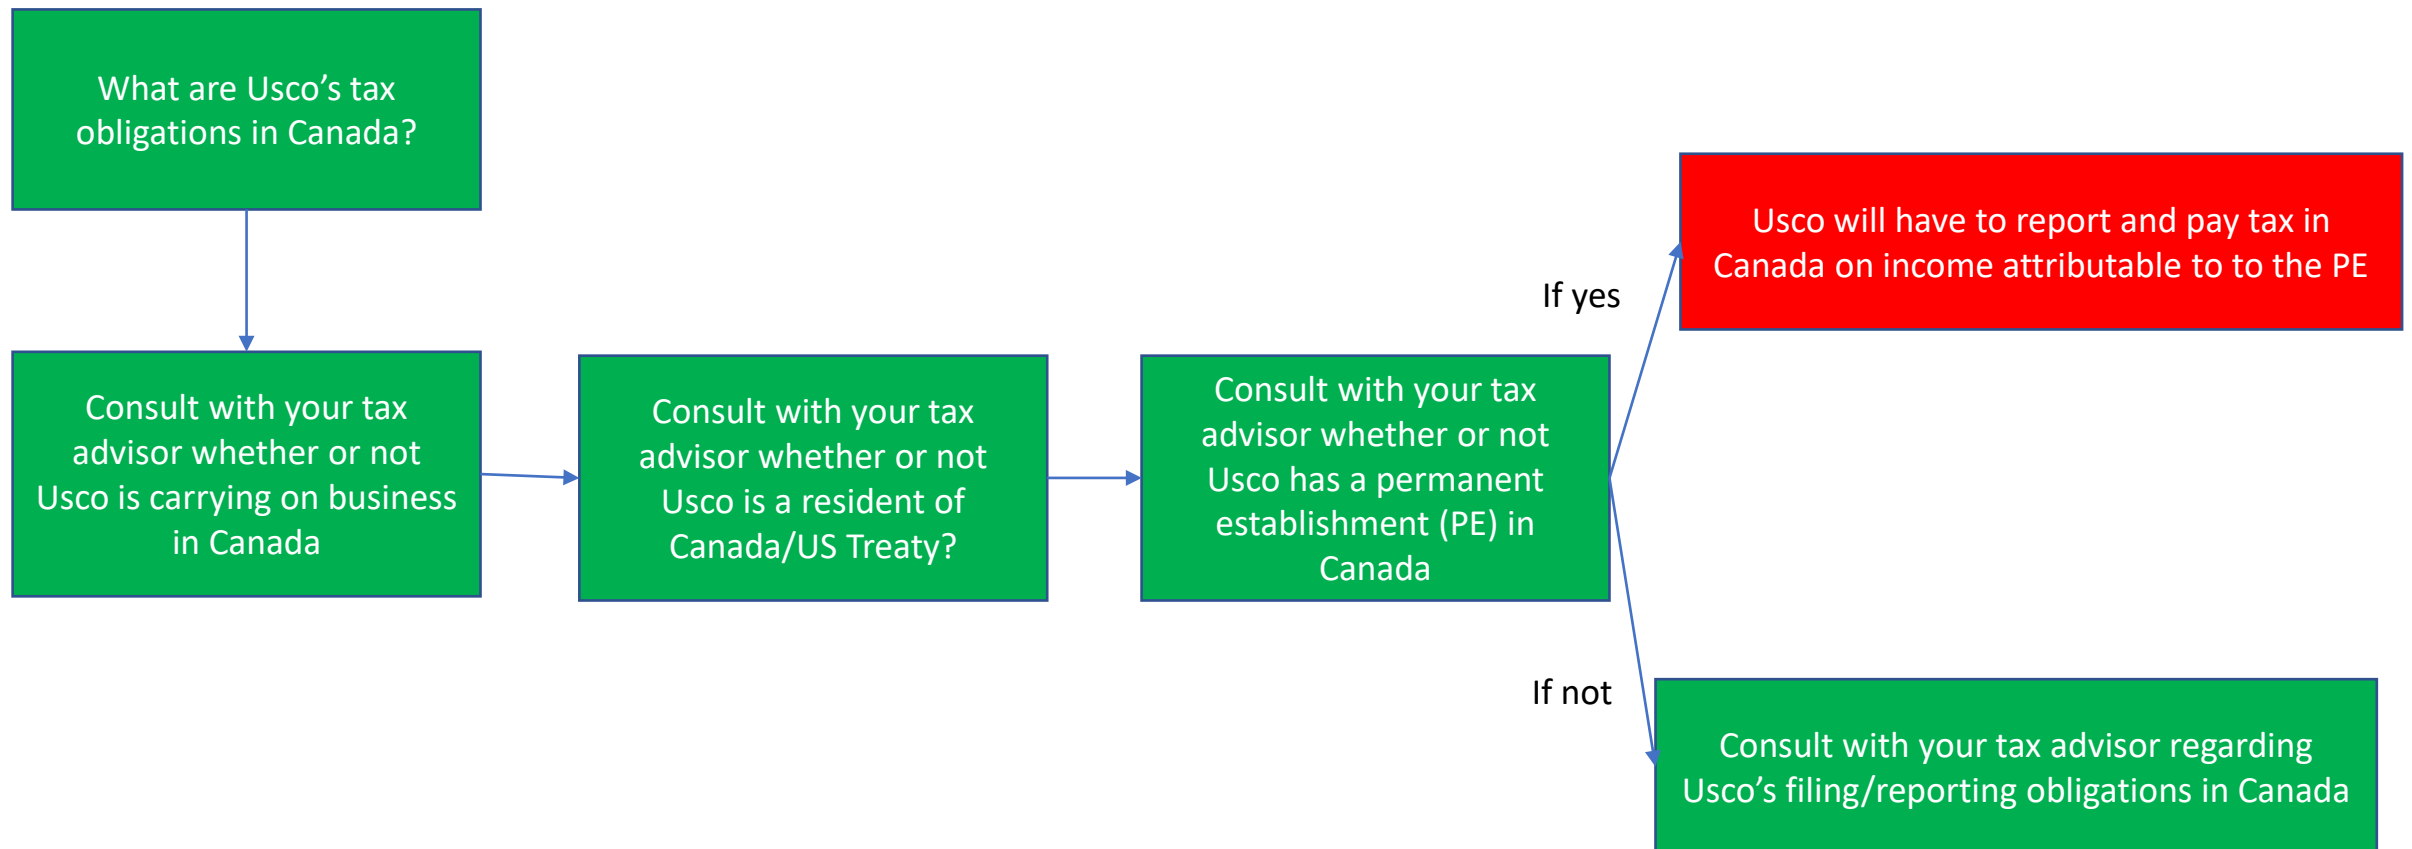 What are Usco’s tax
obligations in Canada?
Consult with your tax
advisor whether or not
Usco is carrying on business
in Canada
Consult with your tax
advisor whether or not
Usco is a resident of
Canada/US Treaty?
Consult with your tax
advisor whether or not
Usco has a permanent
establishment (PE) in
Canada
If yes
Usco will have to report and pay tax in
Canada on income attributable to to the PE
If not
Consult with your tax advisor regarding
Usco’s filing/reporting obligations in Canada